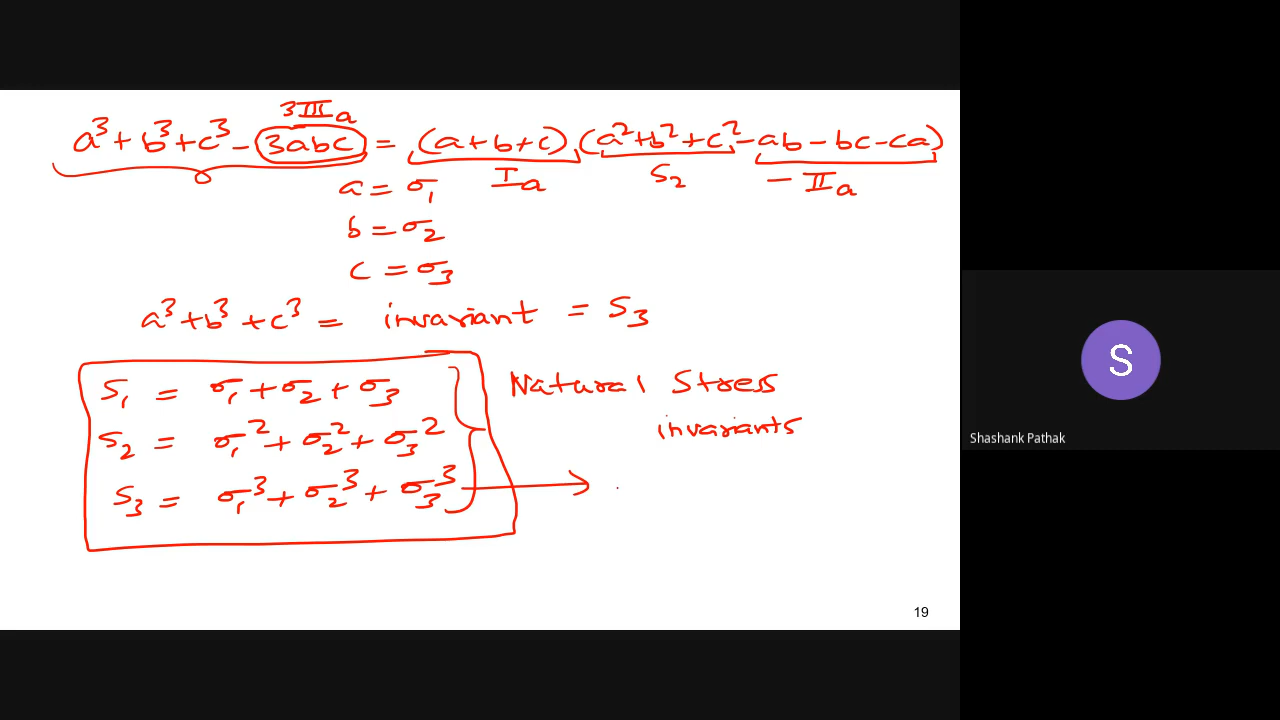 3IIIa
a³ + b³ + c³ - 3abc = (a+b+c) (a²+b²+c² - ab - bc - ca)
Ia S₂ - IIa
a = σ₁
b = σ₂
c = σ₃
a³ + b³ + c³ = invariant = S₃
S₁ = σ₁ + σ₂ + σ₃
S₂ = σ₁² + σ₂² + σ₃²
S₃ = σ₁³ + σ₂³ + σ₃³
Natural Stress
invariants
19
S
Shashank Pathak